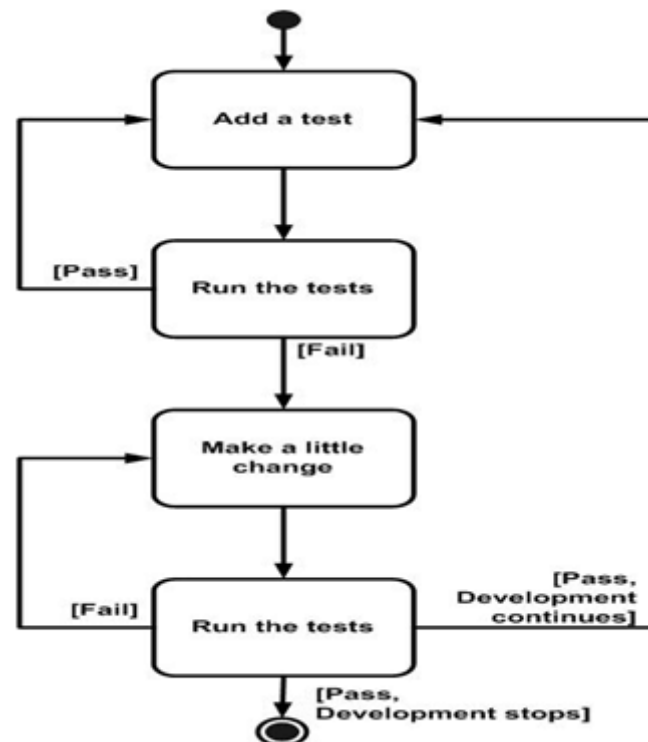 Add a test
[Pass]
Run the tests
[Fail]
Make a little
change
[Fail]
Run the tests
[Pass,
Development
continues]
[Pass,
Development stops]